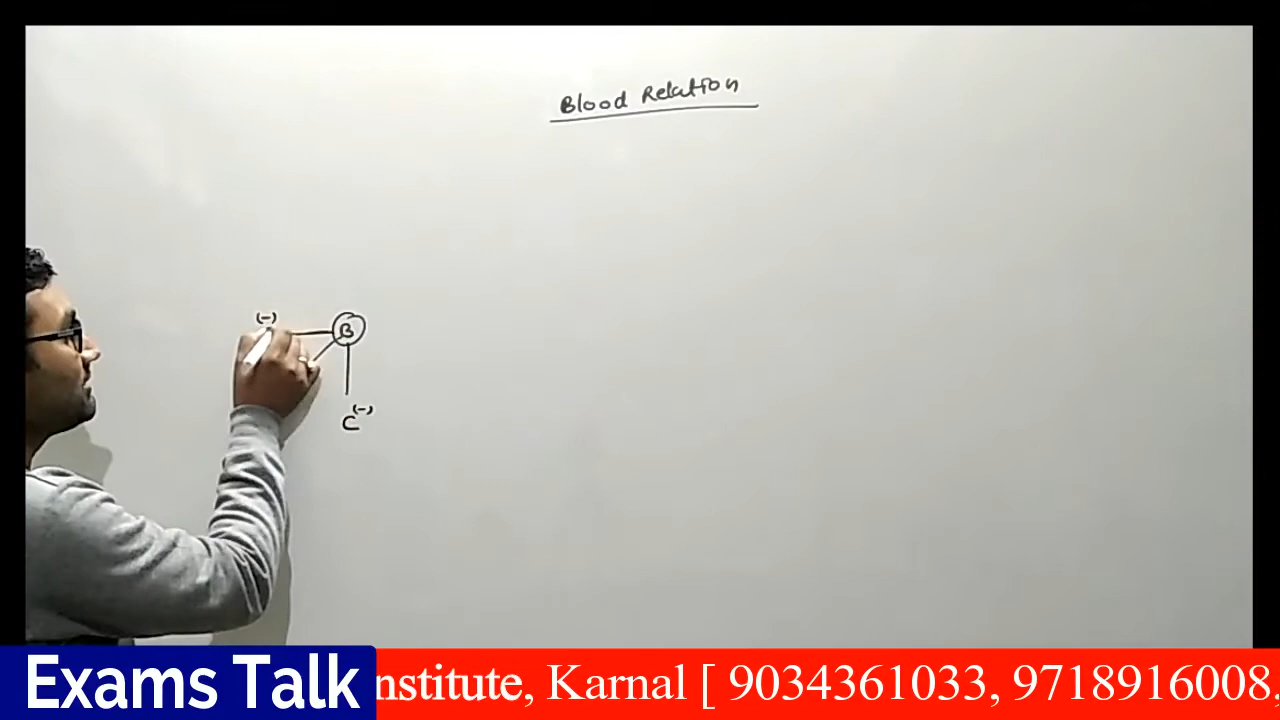 Blood Relation
(-)
B
C(-)
Exams Talk
nstitute, Karnal [ 9034361033, 9718916008,